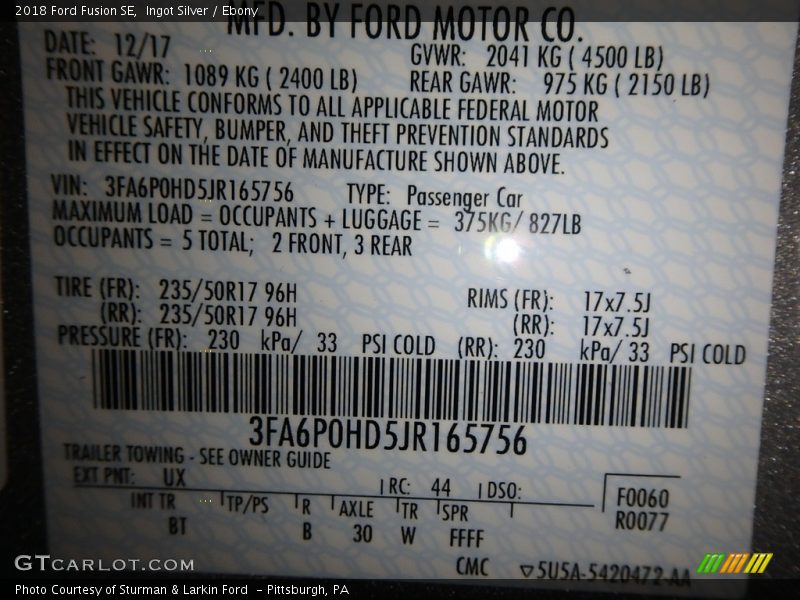 2018 Ford Fusion SE,  Ingot Silver / Ebony
MFD. BY FORD MOTOR CO.
DATE: 12/17 GVWR: 2041 KG ( 4500 LB)
FRONT GAWR: 1089 KG ( 2400 LB) REAR GAWR: 975 KG ( 2150 LB)
THIS VEHICLE CONFORMS TO ALL APPLICABLE FEDERAL MOTOR
VEHICLE SAFETY, BUMPER, AND THEFT PREVENTION STANDARDS
IN EFFECT ON THE DATE OF MANUFACTURE SHOWN ABOVE.
VIN: 3FA6P0HD5JR165756 TYPE: Passenger Car
MAXIMUM LOAD = OCCUPANTS + LUGGAGE = 375KG/ 827LB
OCCUPANTS = 5 TOTAL; 2 FRONT, 3 REAR
TIRE (FR): 235/50R17 96H RIMS (FR): 17x7.5J
(RR): 235/50R17 96H (RR): 17x7.5J
PRESSURE (FR): 230 kPa/ 33 PSI COLD (RR): 230 kPa/ 33 PSI COLD
3FA6P0HD5JR165756
TRAILER TOWING - SEE OWNER GUIDE
EXT PNT: UX RC: 44 DSO: F0060
INT TR TP/PS R AXLE TR SPR R0077
BT B 30 W FFFF
CMC ▽5U5A-5420472-AA
GTCARLOT.COM
Photo Courtesy of Sturman & Larkin Ford  - Pittsburgh, PA